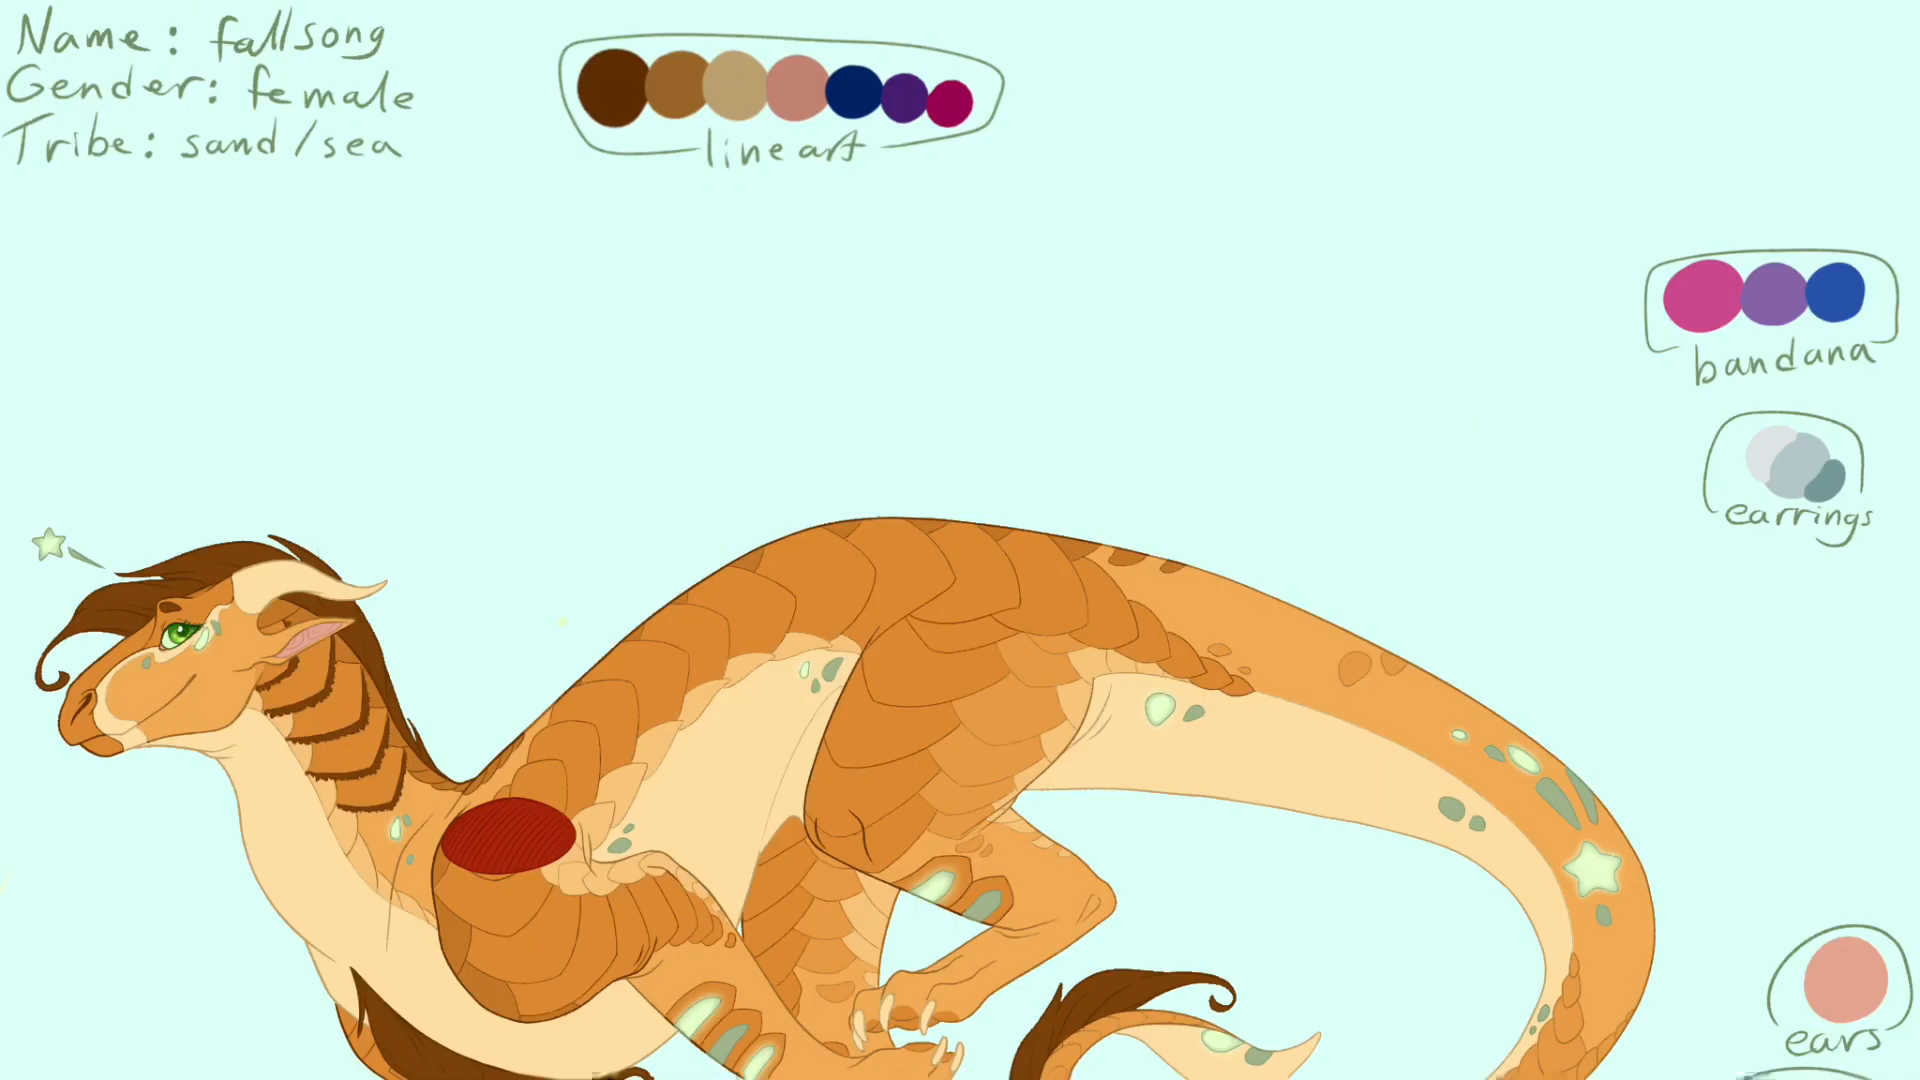 Name: fallsong
Gender: female
Tribe: sand/sea
line art
bandana
earrings
ears